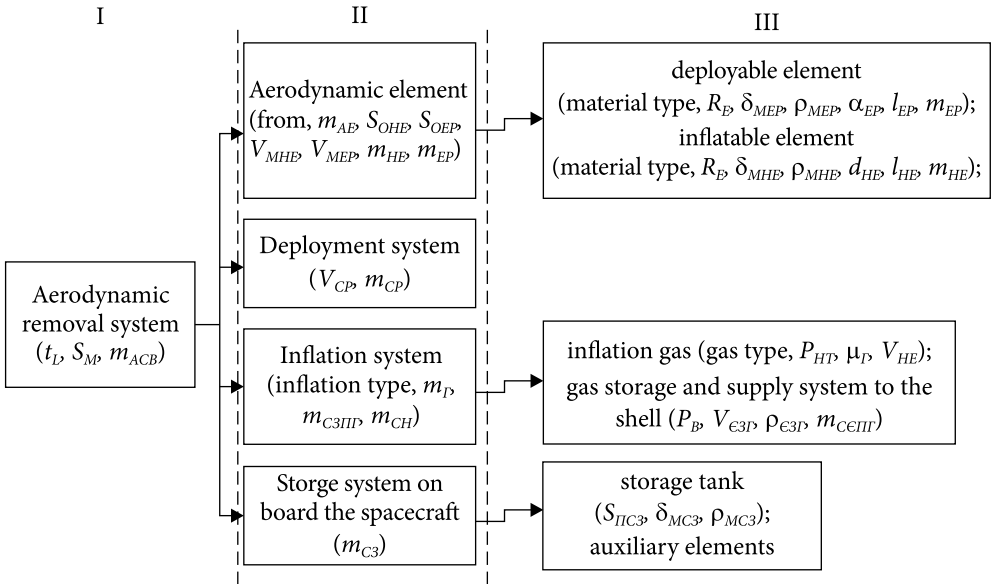 I
II
III
Aerodynamic
removal system
(t_L, S_M, m_АСВ)
Aerodynamic element
(from, m_AE, S_OHE, S_OEP,
V_MHE, V_MEP, m_HE, m_EP)
Deployment system
(V_CP, m_CP)
Inflation system
(inflation type, m_Г,
m_СЗПГ, m_СН)
Storge system on
board the spacecraft
(m_СЗ)
deployable element
(material type, R_E, δ_MEP, ρ_MEP, α_EP, l_EP, m_EP);
inflatable element
(material type, R_E, δ_MHE, ρ_MHE, d_HE, l_HE, m_HE);
inflation gas (gas type, P_HT, μ_Г, V_HE);
gas storage and supply system to the
shell (P_B, V_ЄЗГ, ρ_ЄЗГ, m_СЄПГ)
storage tank
(S_ПСЗ, δ_МСЗ, ρ_МСЗ);
auxiliary elements